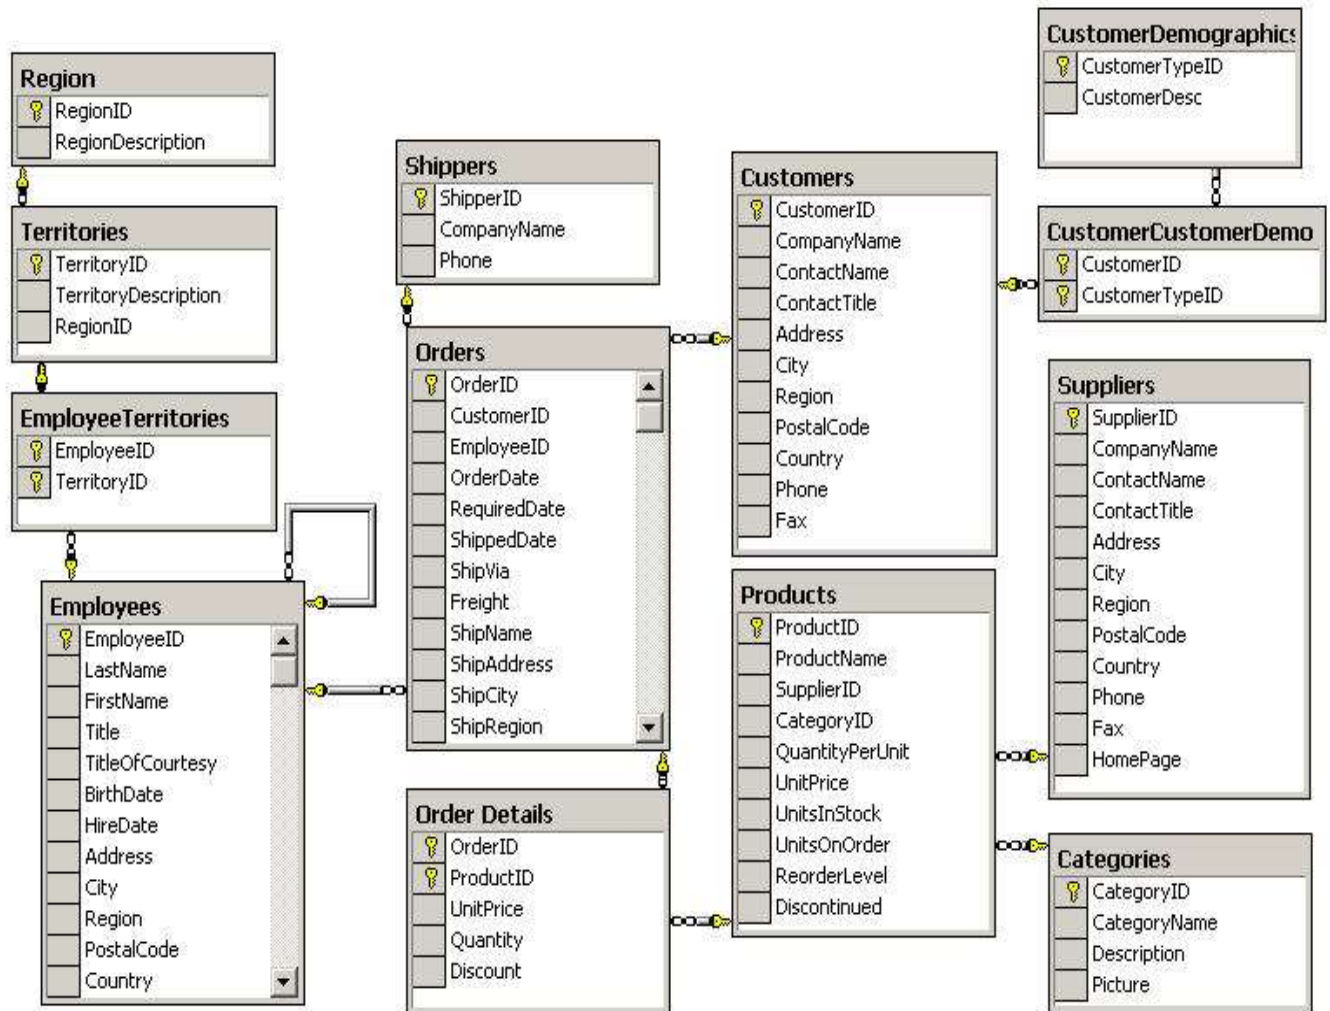 Region
RegionID
RegionDescription
Territories
TerritoryID
TerritoryDescription
RegionID
EmployeeTerritories
EmployeeID
TerritoryID
Employees
EmployeeID
LastName
FirstName
Title
TitleOfCourtesy
BirthDate
HireDate
Address
City
Region
PostalCode
Country
Shippers
ShipperID
CompanyName
Phone
Orders
OrderID
CustomerID
EmployeeID
OrderDate
RequiredDate
ShippedDate
ShipVia
Freight
ShipName
ShipAddress
ShipCity
ShipRegion
Order Details
OrderID
ProductID
UnitPrice
Quantity
Discount
Customers
CustomerID
CompanyName
ContactName
ContactTitle
Address
City
Region
PostalCode
Country
Phone
Fax
Products
ProductID
ProductName
SupplierID
CategoryID
QuantityPerUnit
UnitPrice
UnitsInStock
UnitsOnOrder
ReorderLevel
Discontinued
CustomerDemographics
CustomerTypeID
CustomerDesc
CustomerCustomerDemo
CustomerID
CustomerTypeID
Suppliers
SupplierID
CompanyName
ContactName
ContactTitle
Address
City
Region
PostalCode
Country
Phone
Fax
HomePage
Categories
CategoryID
CategoryName
Description
Picture